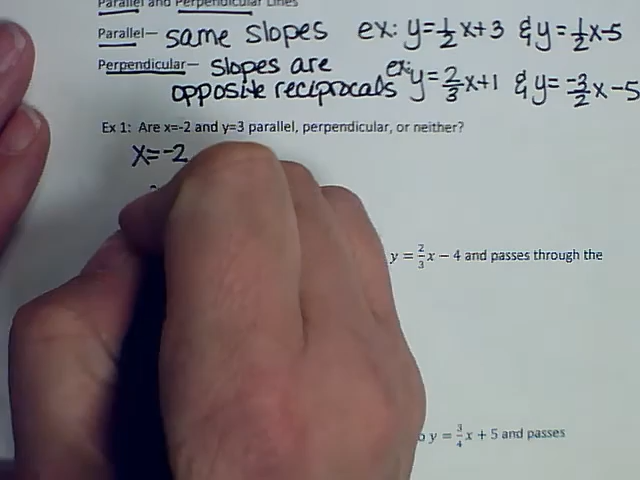 Parallel and Perpendicular Lines
Parallel— same slopes ex: y=1/2x+3 & y=1/2x-5
Perpendicular— slopes are opposite reciprocals ex: y=2/3x+1 & y=-3/2x-5
Ex 1: Are x=-2 and y=3 parallel, perpendicular, or neither?
x=-2
y = 2/3x − 4 and passes through the
y = 3/4x + 5 and passes